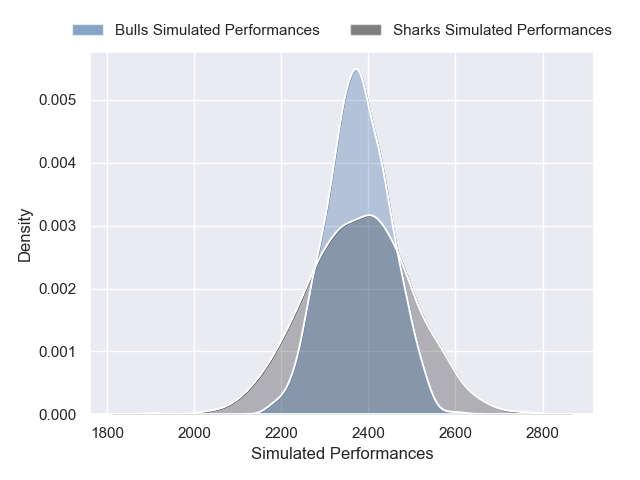 Bulls Simulated Performances Sharks Simulated Performances
0.005
0.004
0.003
0.002
0.001
0.000
Density
1800 2000 2200 2400 2600 2800
Simulated Performances